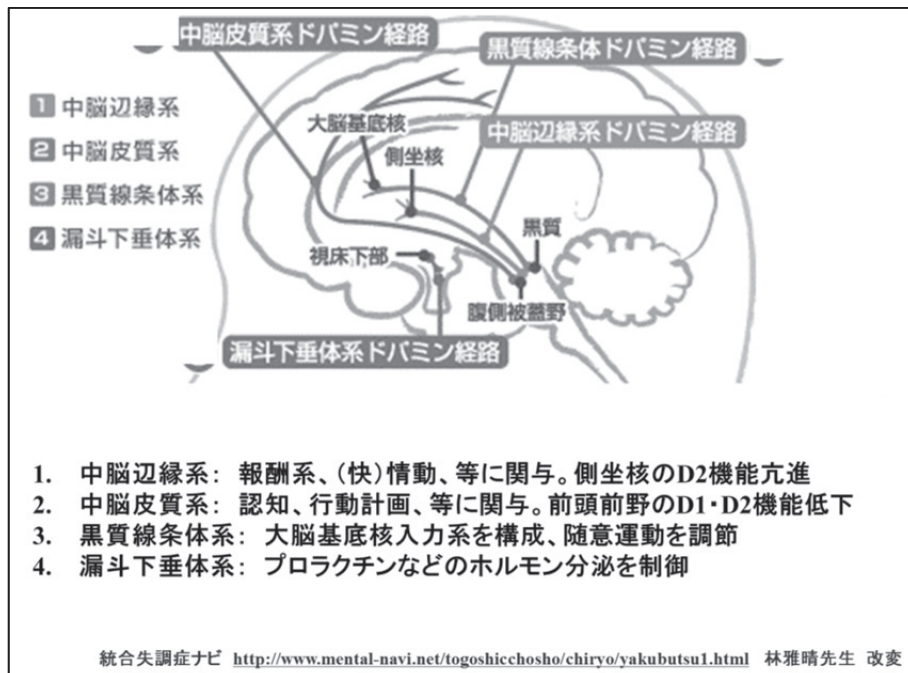 中脳皮質系ドパミン経路
黒質線条体ドパミン経路
1 中脳辺縁系
2 中脳皮質系
3 黒質線条体系
4 漏斗下垂体系
大脳基底核
中脳辺縁系ドパミン経路
側坐核
黒質
視床下部
腹側被蓋野
漏斗下垂体系ドパミン経路
1. 中脳辺縁系： 報酬系、(快)情動、等に関与。側坐核のD2機能亢進
2. 中脳皮質系： 認知、行動計画、等に関与。前頭前野のD1・D2機能低下
3. 黒質線条体系： 大脳基底核入力系を構成、随意運動を調節
4. 漏斗下垂体系： プロラクチンなどのホルモン分泌を制御
統合失調症ナビ http://www.mental-navi.net/togoshicchosho/chiryo/yakubutsu1.html 林雅晴先生 改変